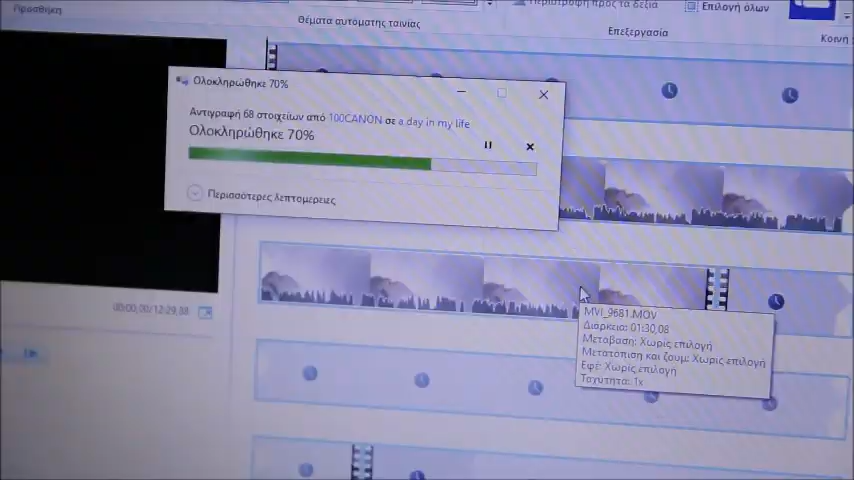 Προσθήκη
Θέματα αυτόματης ταινίας
Περιστροφή προς τα δεξιά
Επιλογή όλων
Επεξεργασία
Κοινή
Ολοκληρώθηκε 70%
Αντιγραφή 68 στοιχείων από 100CANON σε a day in my life
Ολοκληρώθηκε 70%
Περισσότερες λεπτομέρειες
00:00,00/12:29,88
MVI_9681.MOV
Διάρκεια: 01:30,08
Μετάβαση: Χωρίς επιλογή
Μετατόπιση και ζουμ: Χωρίς επιλογή
Εφέ: Χωρίς επιλογή
Ταχύτητα: 1x